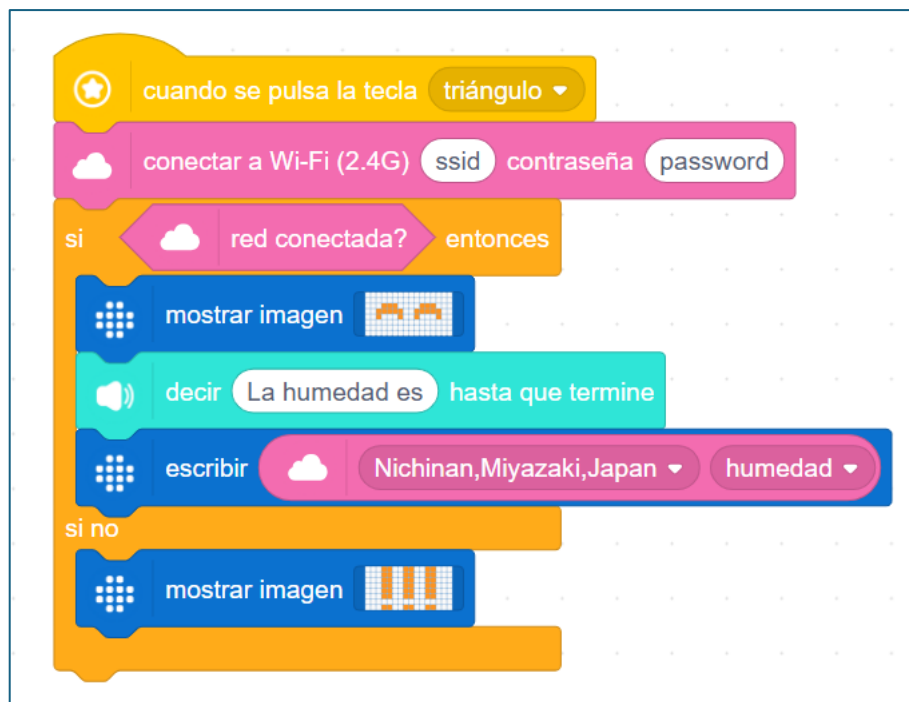 cuando se pulsa la tecla triángulo
conectar a Wi-Fi (2.4G) ssid contraseña password
si red conectada? entonces
mostrar imagen
decir La humedad es hasta que termine
escribir Nichinan,Miyazaki,Japan humedad
si no
mostrar imagen